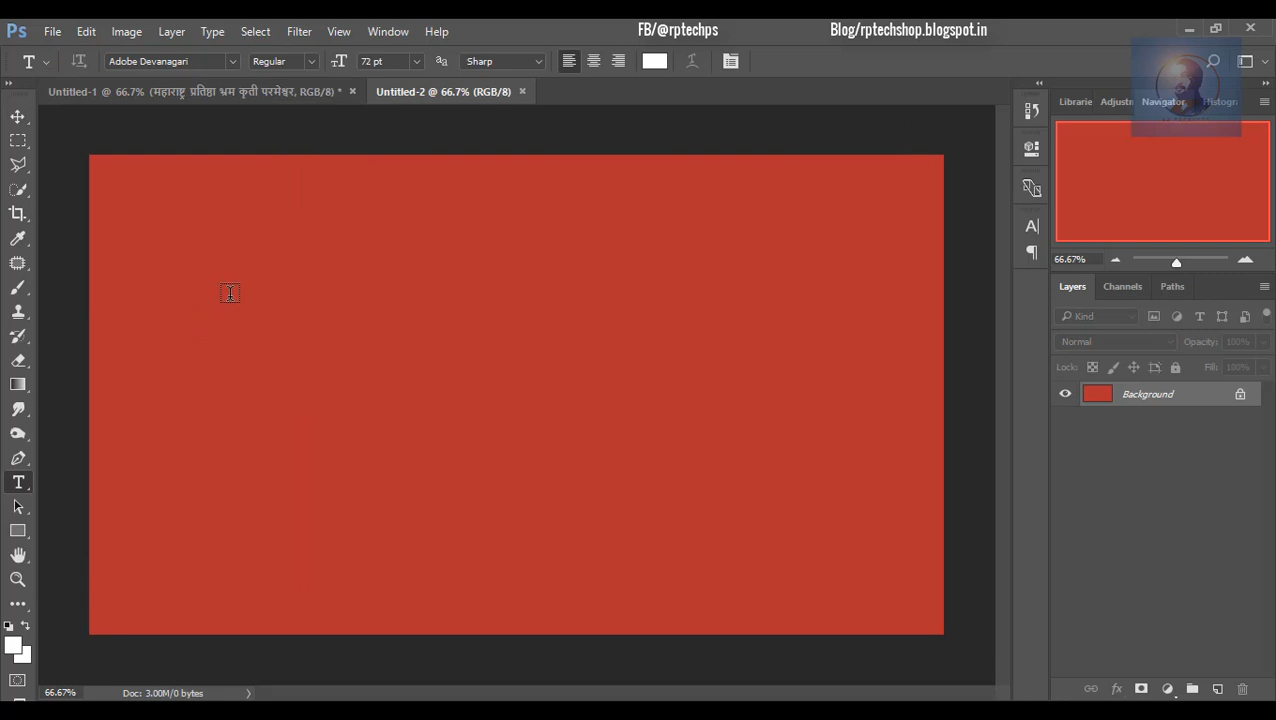 FB/@rptechps Blog/rptechshop.blogspot.in
Ps File Edit Image Layer Type Select Filter 3D View Window Help
T Adobe Devanagari Regular 72 pt aa Sharp
Untitled-1 @ 66.7% (महाराष्ट्र प्रतिष्ठा भ्रम कृती परमेश्वर, RGB/8) * × Untitled-2 @ 66.7% (RGB/8) ×
Librarie Adjustm Navigator Histogr
66.67%
Layers Channels Paths
Kind
Normal Opacity: 100%
Lock: Fill: 100%
Background
66.67% Doc: 3.00M/0 bytes